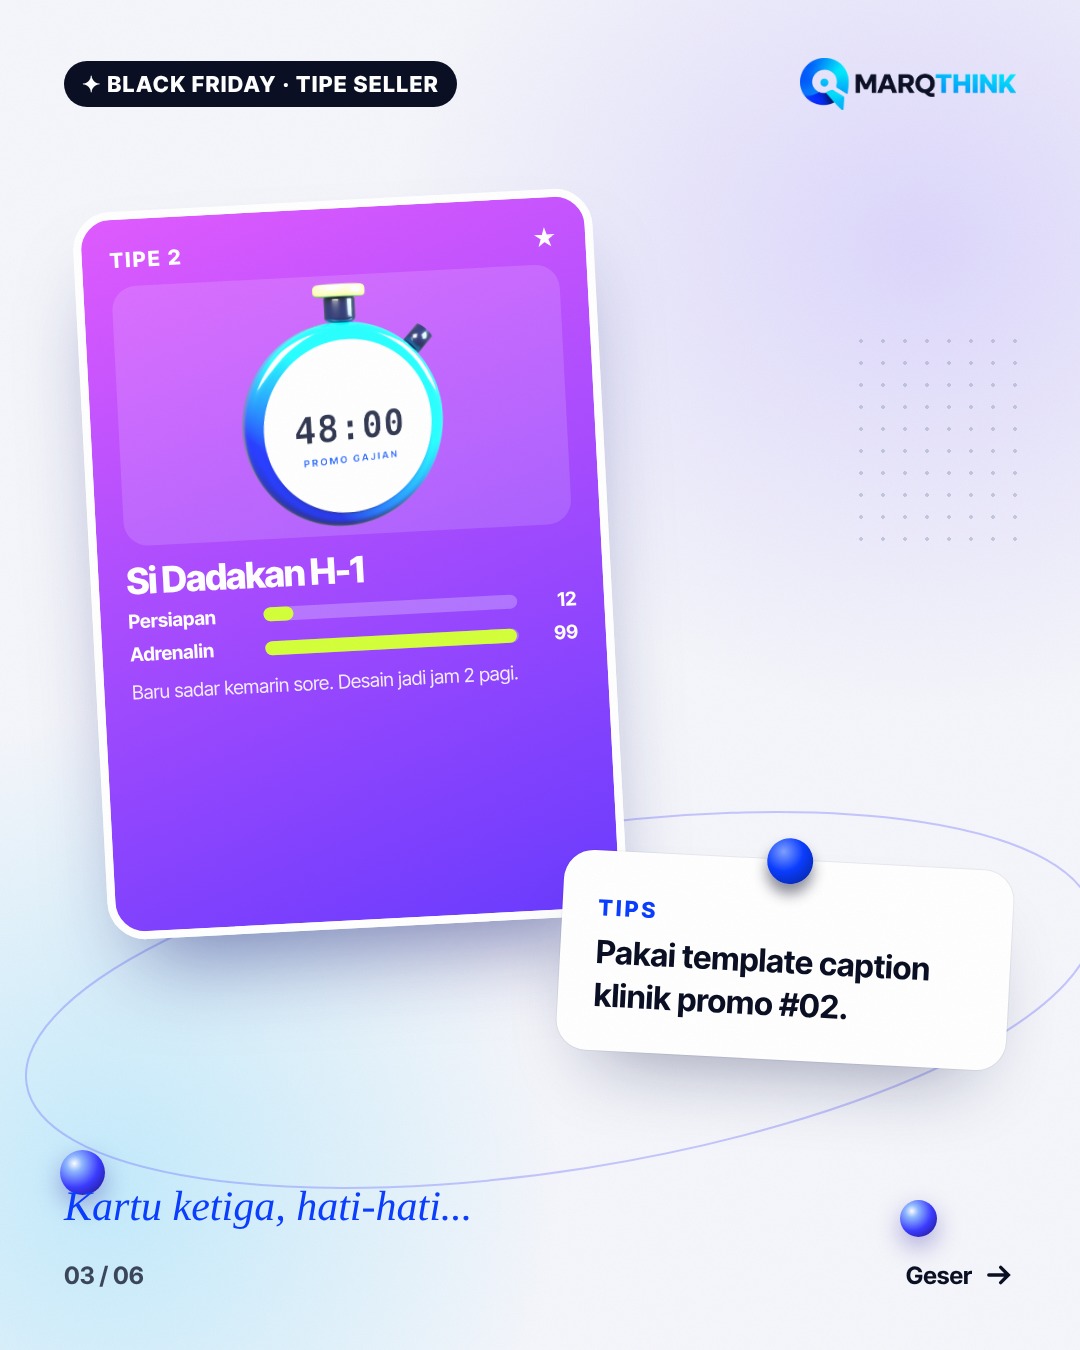 ✦ BLACK FRIDAY · TIPE SELLER
MARQTHINK
TIPE 2
★
48:00
PROMO GAJIAN
Si Dadakan H-1
Persiapan 12
Adrenalin 99
Baru sadar kemarin sore. Desain jadi jam 2 pagi.
TIPS
Pakai template caption
klinik promo #02.
Kartu ketiga, hati-hati...
03 / 06
Geser →